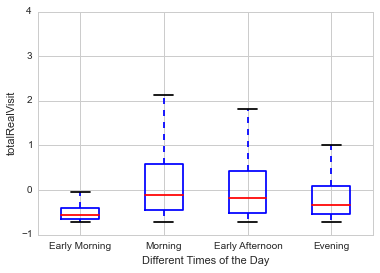 4
3
2
1
0
−1
totalRealVisit
Early Morning Morning Early Afternoon Evening
Different Times of the Day